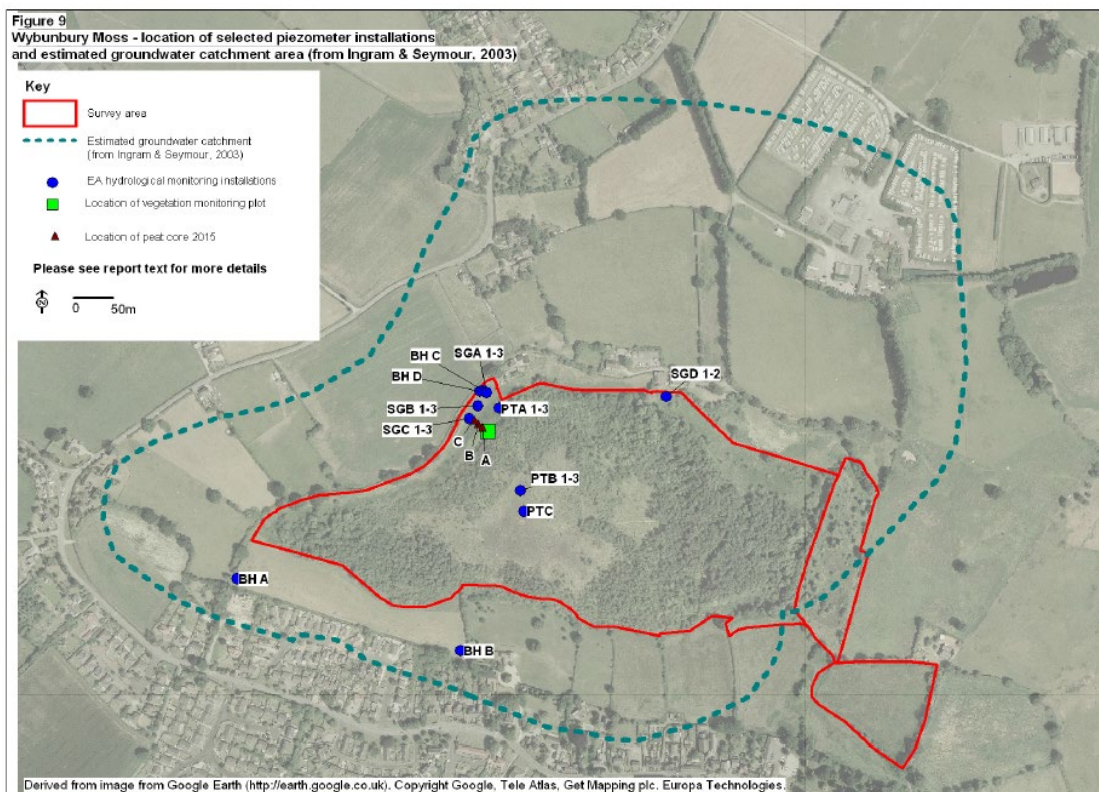 Figure 9
Wybunbury Moss - location of selected piezometer installations
and estimated groundwater catchment area (from Ingram & Seymour, 2003)
Key
Survey area
Estimated groundwater catchment
(from Ingram & Seymour, 2003)
EA hydrological monitoring installations
Location of vegetation monitoring plot
Location of peat core 2015
Please see report text for more details
N
0 50m
SGA 1-3
BH C
BH D
SGD 1-2
SGB 1-3
PTA 1-3
SGC 1-3
C
B
A
PTB 1-3
PTC
BH A
BH B
Derived from image from Google Earth (http://earth.google.co.uk). Copyright Google, Tele Atlas, Get Mapping plc. Europa Technologies.